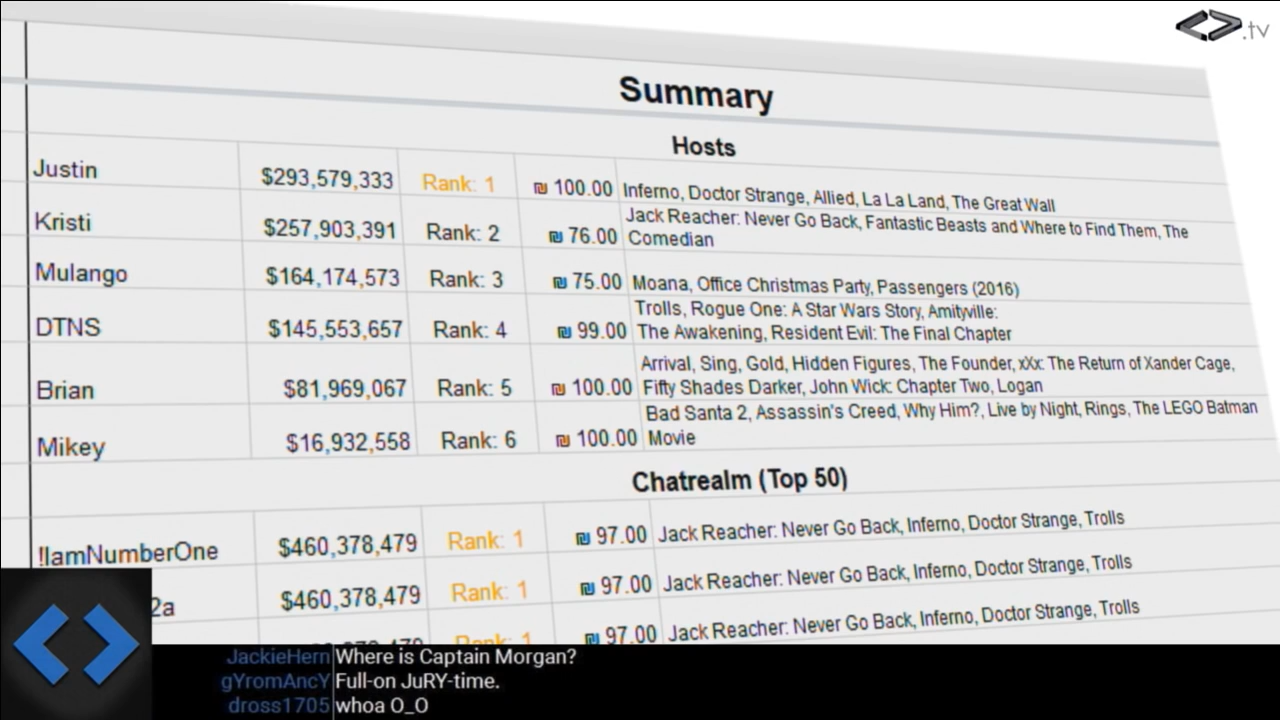 .tv
Summary
Hosts
Justin $293,579,333 Rank: 1 ₪ 100.00 Inferno, Doctor Strange, Allied, La La Land, The Great Wall
Kristi $257,903,391 Rank: 2 ₪ 76.00 Jack Reacher: Never Go Back, Fantastic Beasts and Where to Find Them, The
Comedian
Mulango $164,174,573 Rank: 3 ₪ 75.00 Moana, Office Christmas Party, Passengers (2016)
DTNS $145,553,657 Rank: 4 ₪ 99.00 Trolls, Rogue One: A Star Wars Story, Amityville:
The Awakening, Resident Evil: The Final Chapter
Brian $81,969,067 Rank: 5 ₪ 100.00 Arrival, Sing, Gold, Hidden Figures, The Founder, xXx: The Return of Xander Cage,
Fifty Shades Darker, John Wick: Chapter Two, Logan
Mikey $16,932,558 Rank: 6 ₪ 100.00 Bad Santa 2, Assassin's Creed, Why Him?, Live by Night, Rings, The LEGO Batman
Movie
Chatrealm (Top 50)
!IamNumberOne $460,378,479 Rank: 1 ₪ 97.00 Jack Reacher: Never Go Back, Inferno, Doctor Strange, Trolls
2a $460,378,479 Rank: 1 ₪ 97.00 Jack Reacher: Never Go Back, Inferno, Doctor Strange, Trolls
Rank: 1 ₪ 97.00 Jack Reacher: Never Go Back, Inferno, Doctor Strange, Trolls
JackieHern Where is Captain Morgan?
gYromAncY Full-on JuRY-time.
dross1705 whoa O_O